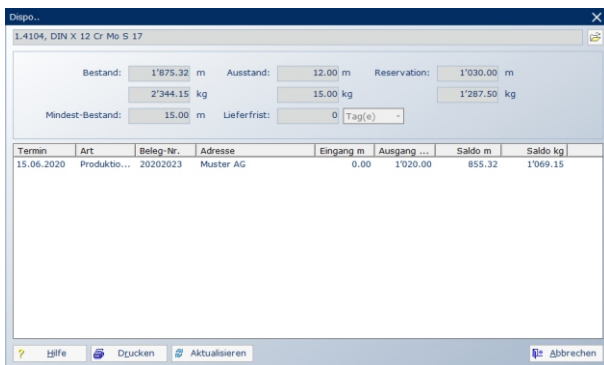 Dispo..
1.4104, DIN X 12 Cr Mo S 17
Bestand: 1'875.32 m Ausstand: 12.00 m Reservation: 1'030.00 m
2'344.15 kg 15.00 kg 1'287.50 kg
Mindest-Bestand: 15.00 m Lieferfrist: 0 Tag(e)
Termin Art Beleg-Nr. Adresse Eingang m Ausgang ... Saldo m Saldo kg
15.06.2020 Produktio... 20202023 Muster AG 0.00 1'020.00 855.32 1'069.15
? Hilfe Drucken Aktualisieren Abbrechen